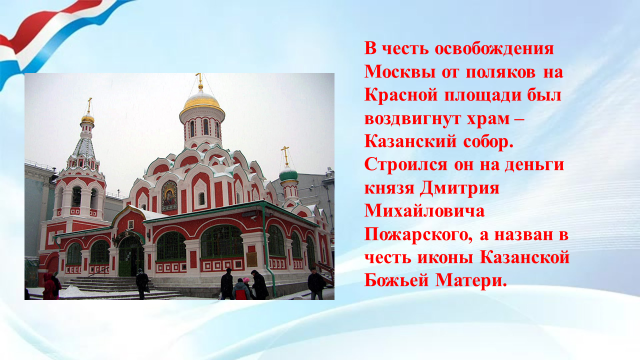 В честь освобождения
Москвы от поляков на
Красной площади был
воздвигнут храм –
Казанский собор.
Строился он на деньги
князя Дмитрия
Михайловича
Пожарского, а назван в
честь иконы Казанской
Божьей Матери.